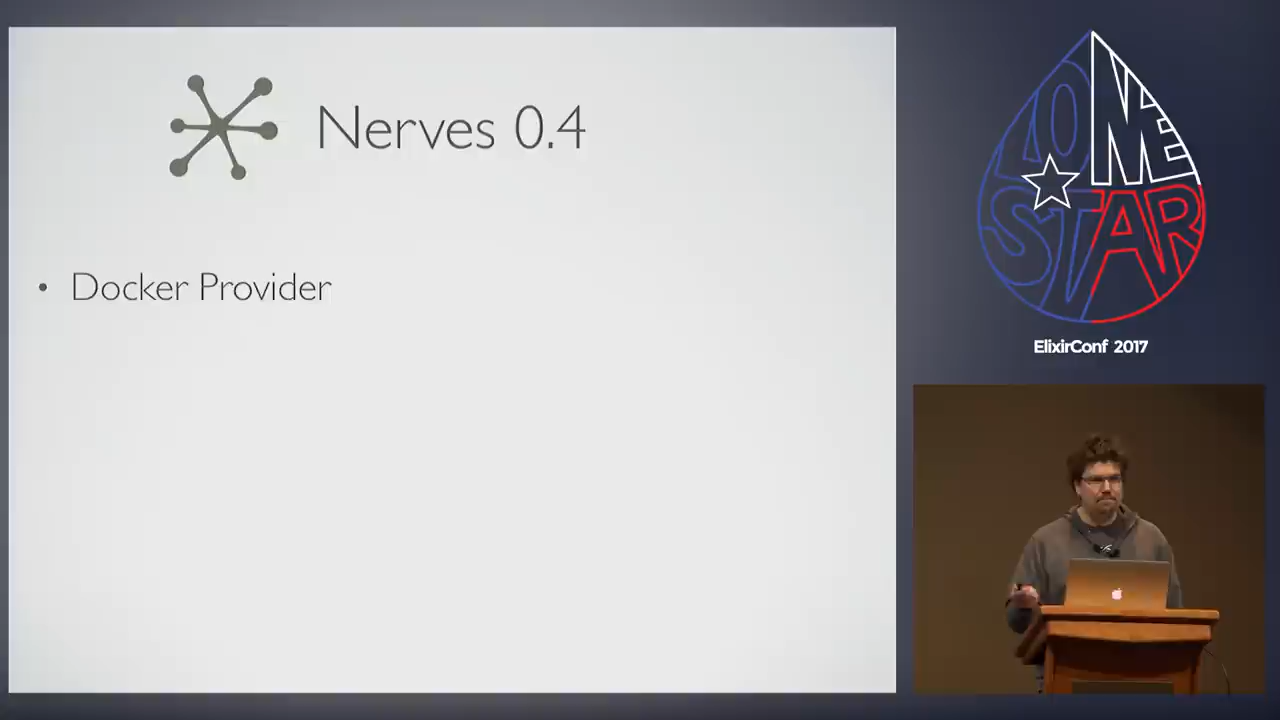 Nerves 0.4
• Docker Provider
LONE
STAR
ElixirConf 2017